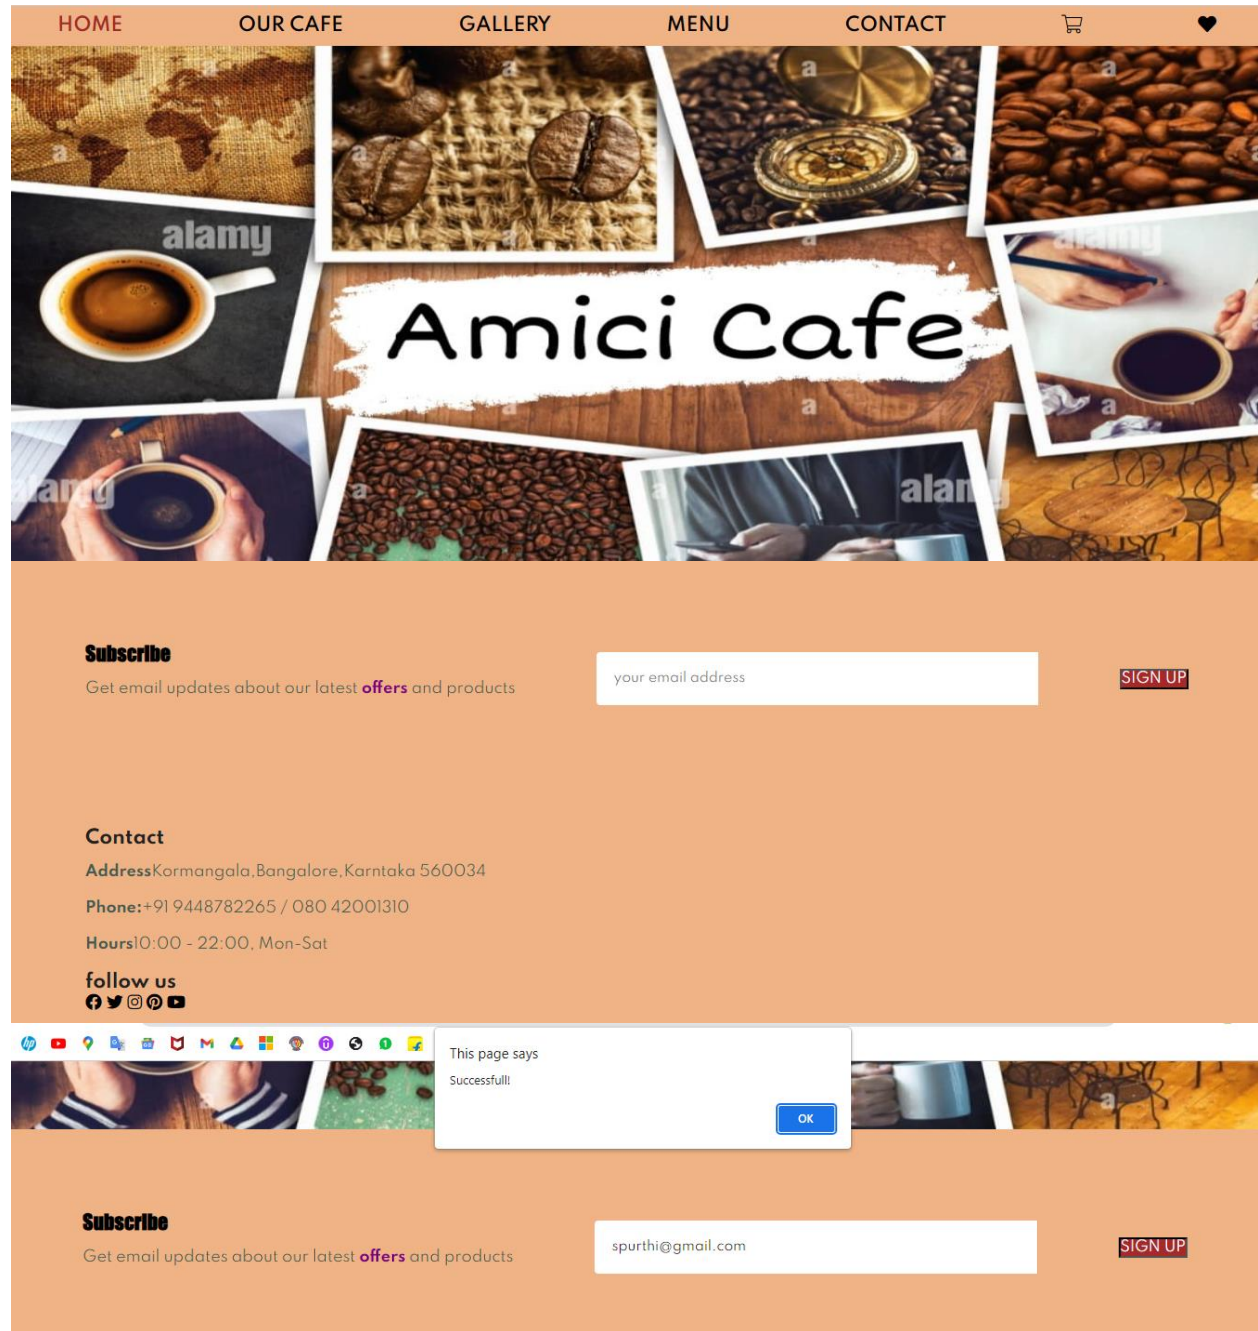 HOME OUR CAFE GALLERY MENU CONTACT
a a a
a a a
alamy alamy
a
Amici Cafe
a a a
alamy a a alamy
Subscribe
Get email updates about our latest offers and products
your email address
SIGN UP
Contact
AddressKormangala,Bangalore,Karntaka 560034
Phone:+91 9448782265 / 080 42001310
Hours10:00 - 22:00, Mon-Sat
follow us
This page says
Successfull!
OK
a a
Subscribe
Get email updates about our latest offers and products
spurthi@gmail.com
SIGN UP